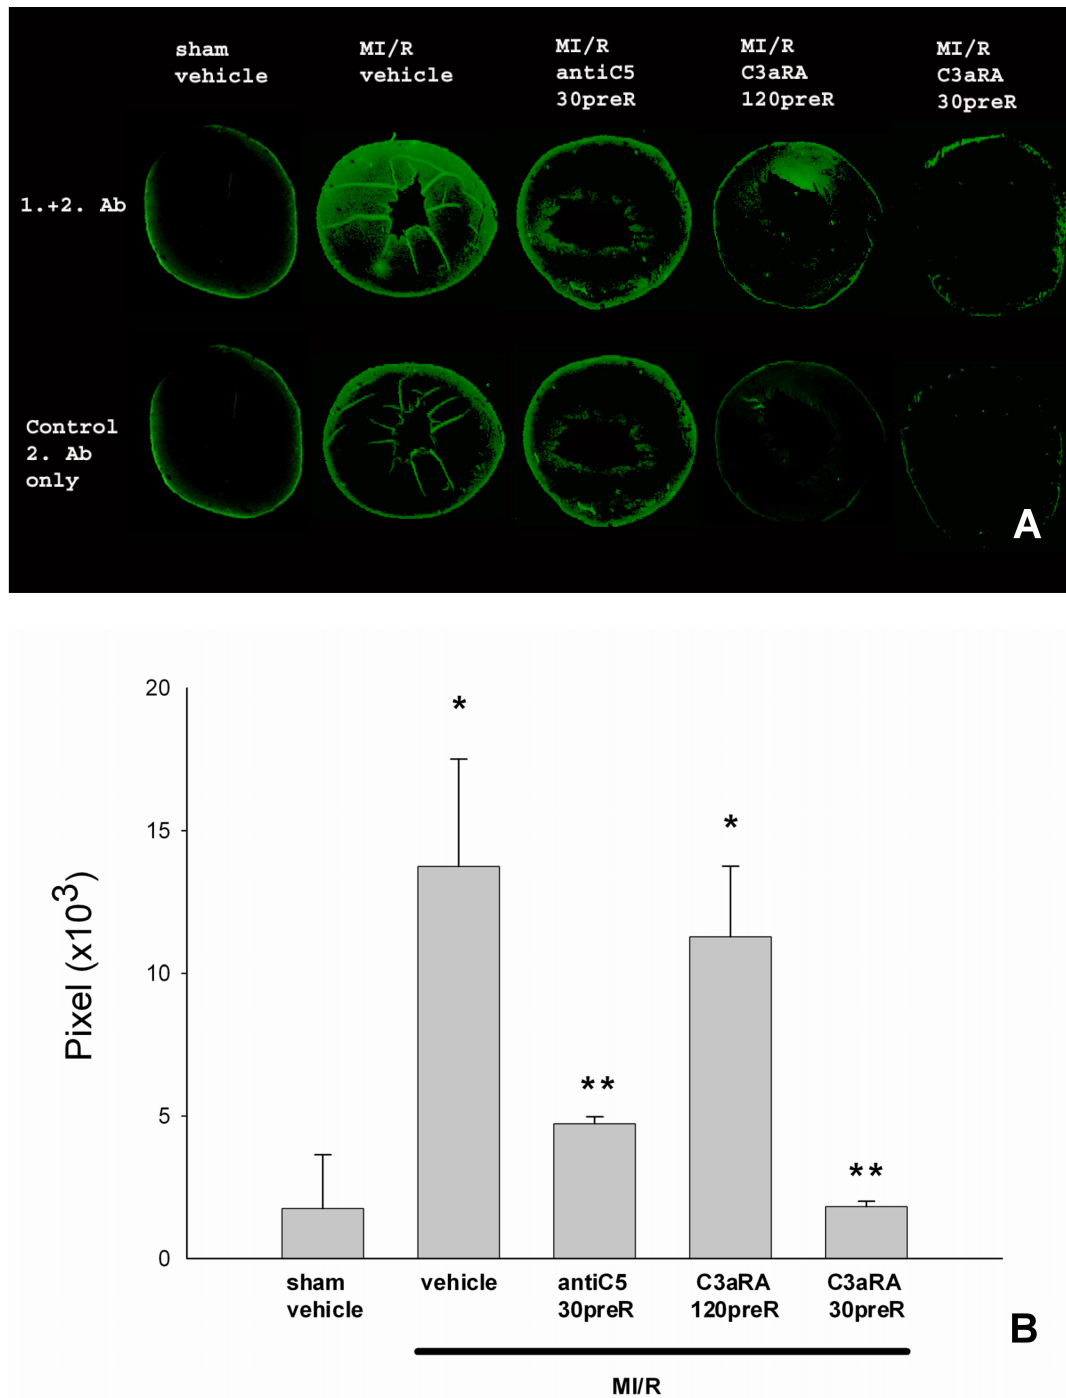 sham
vehicle
MI/R
vehicle
MI/R
antiC5
30preR
MI/R
C3aRA
120preR
MI/R
C3aRA
30preR
1.+2. Ab
Control
2. Ab
only
A
20
15
10
5
0
Pixel (x10³)
*
**
*
**
sham
vehicle
vehicle
antiC5
30preR
C3aRA
120preR
C3aRA
30preR
MI/R
B